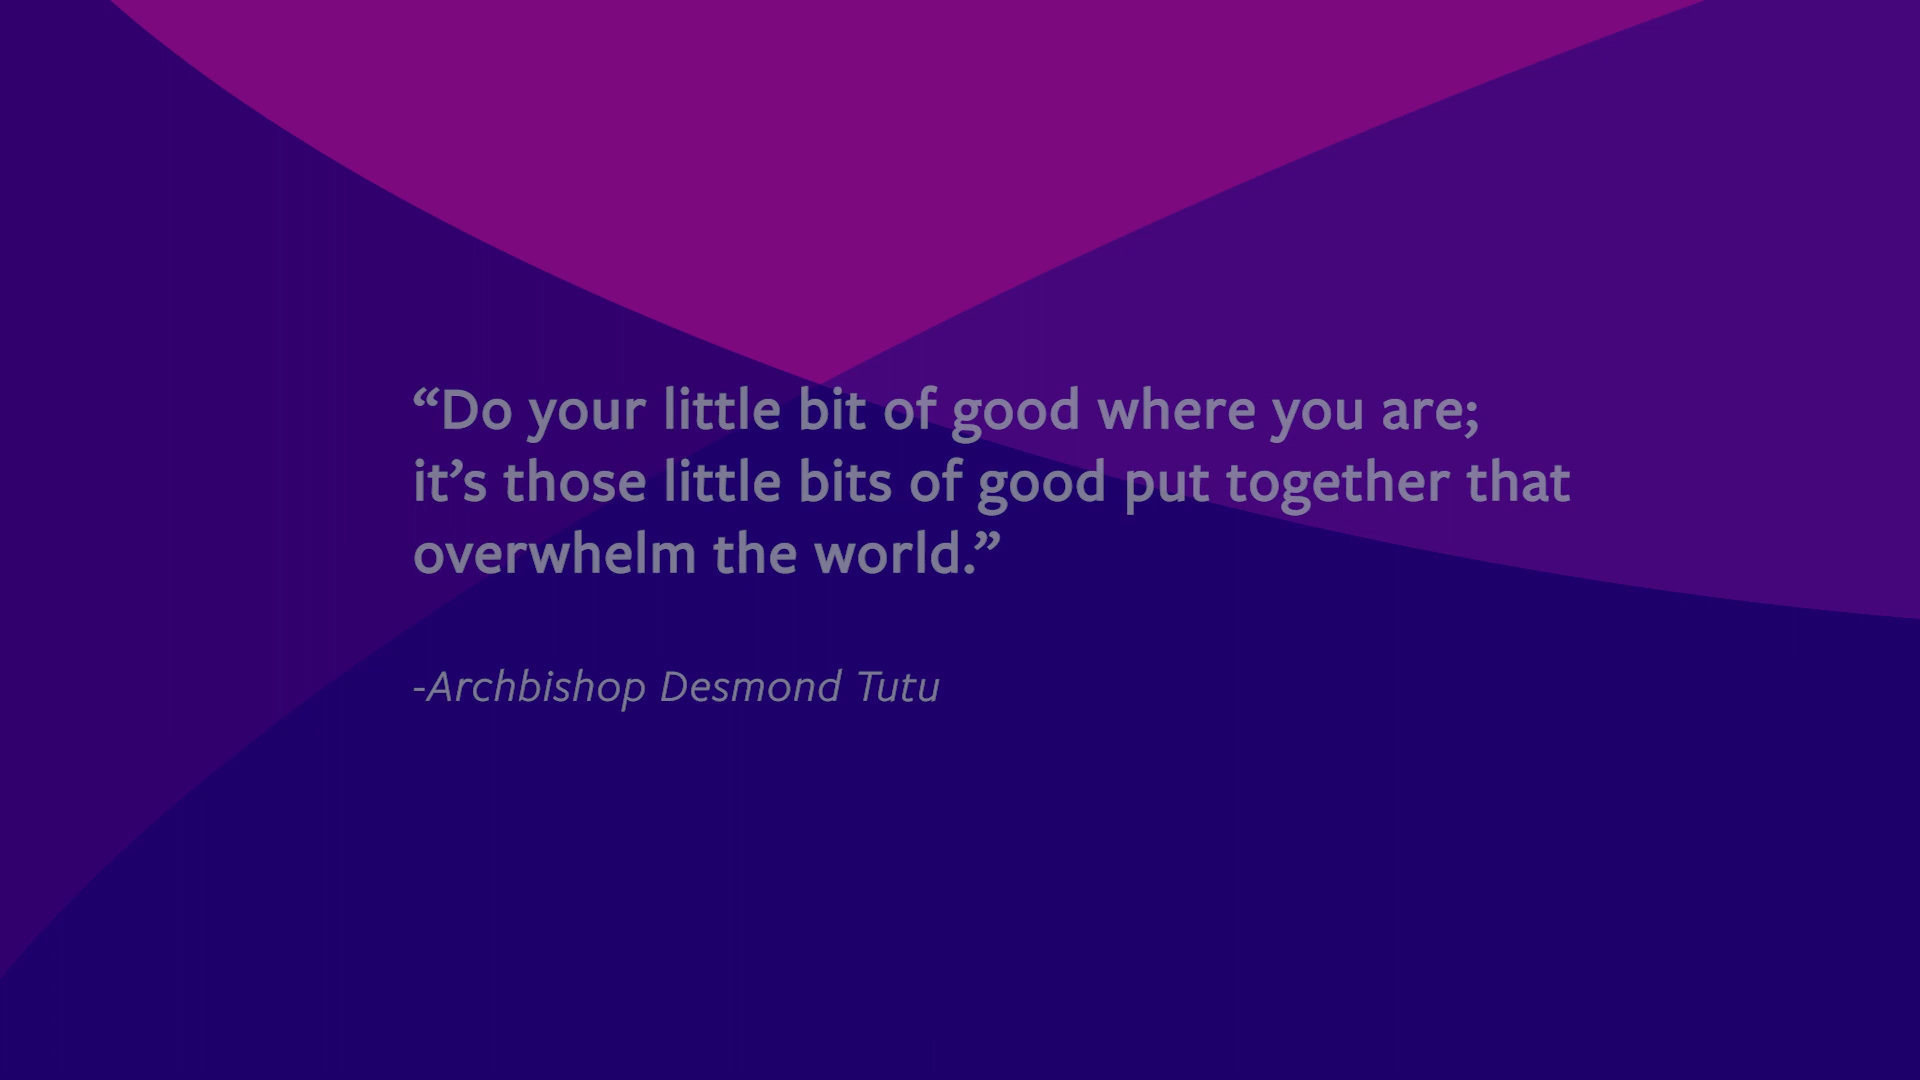 “Do your little bit of good where you are;
it’s those little bits of good put together that
overwhelm the world.”
-Archbishop Desmond Tutu